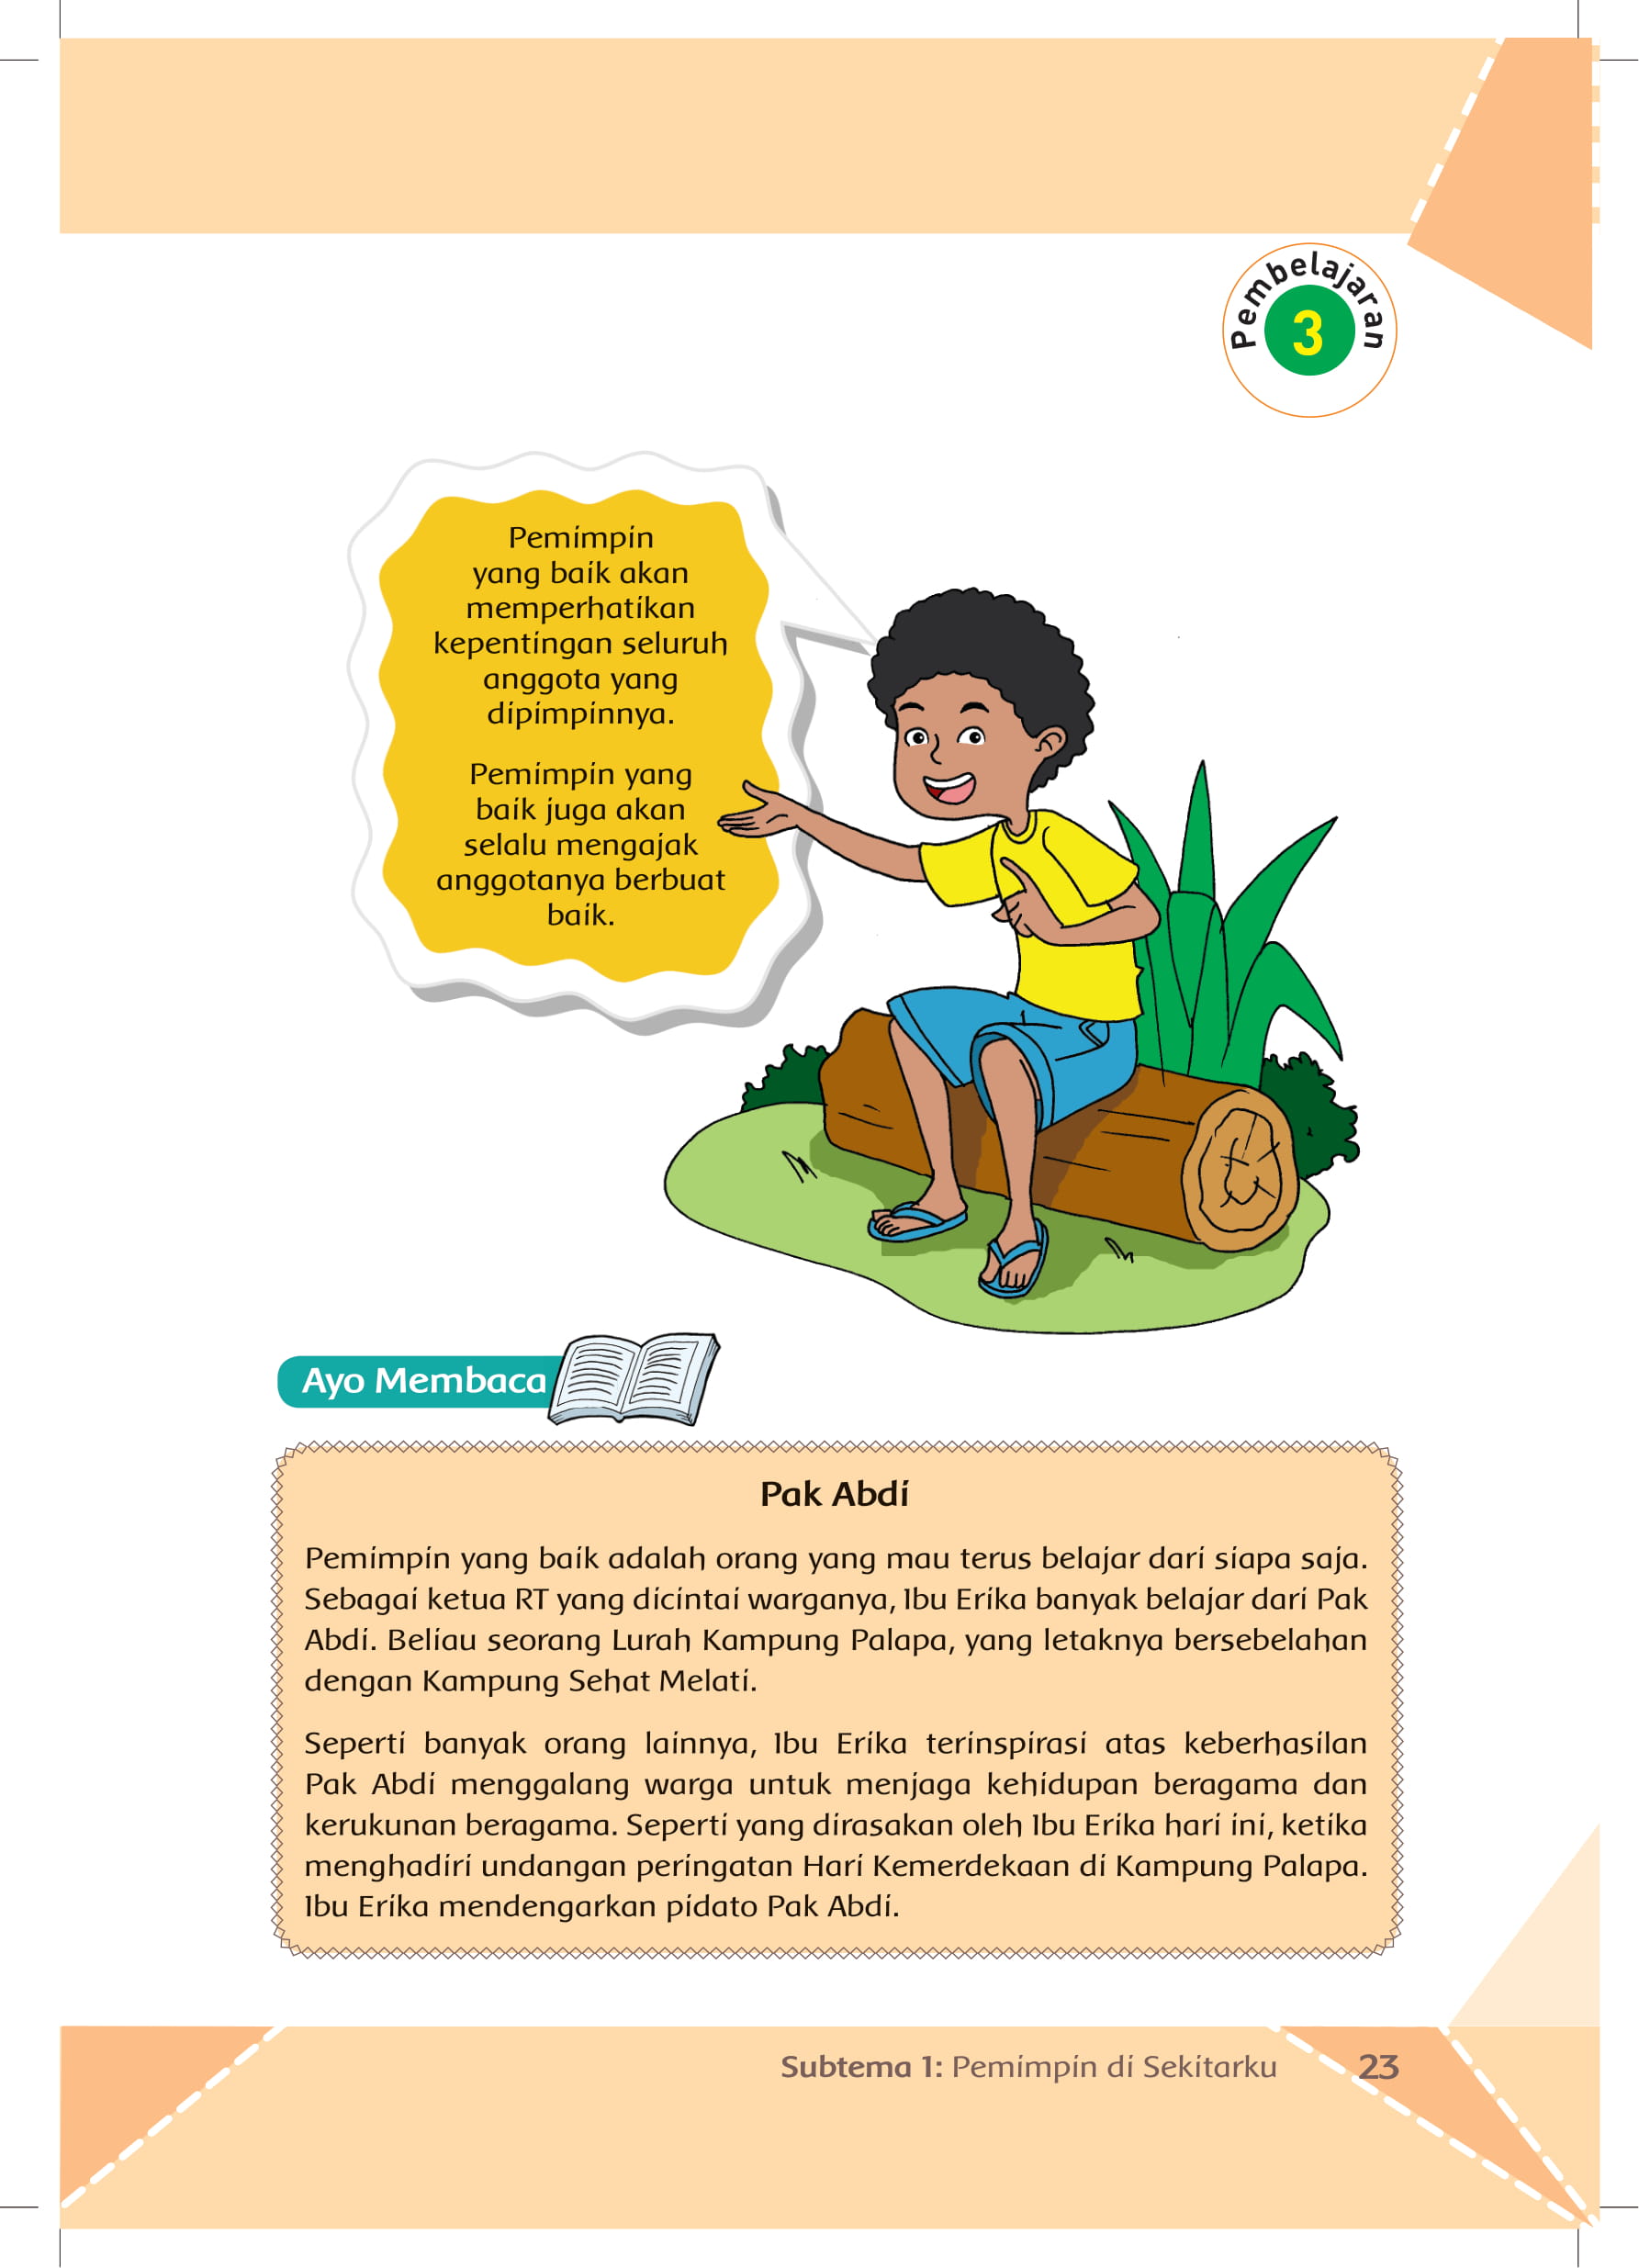 Pembelajaran
3
Pemimpin
yang baik akan
memperhatikan
kepentingan seluruh
anggota yang
dipimpinnya.
Pemimpin yang
baik juga akan
selalu mengajak
anggotanya berbuat
baik.
Ayo Membaca
Pak Abdi
Pemimpin yang baik adalah orang yang mau terus belajar dari siapa saja.
Sebagai ketua RT yang dicintai warganya, Ibu Erika banyak belajar dari Pak
Abdi. Beliau seorang Lurah Kampung Palapa, yang letaknya bersebelahan
dengan Kampung Sehat Melati.
Seperti banyak orang lainnya, Ibu Erika terinspirasi atas keberhasilan
Pak Abdi menggalang warga untuk menjaga kehidupan beragama dan
kerukunan beragama. Seperti yang dirasakan oleh Ibu Erika hari ini, ketika
menghadiri undangan peringatan Hari Kemerdekaan di Kampung Palapa.
Ibu Erika mendengarkan pidato Pak Abdi.
Subtema 1: Pemimpin di Sekitarku 23